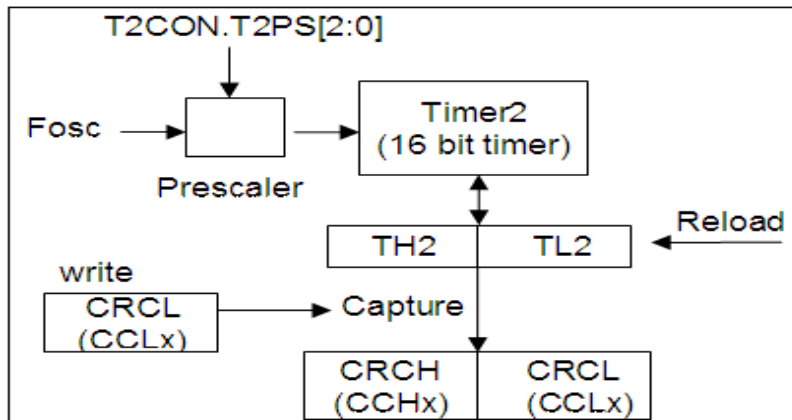 T2CON.T2PS[2:0]
Fosc
Prescaler
Timer2
(16 bit timer)
TH2
TL2
Reload
write
CRCL
(CCLx)
Capture
CRCH
(CCHx)
CRCL
(CCLx)